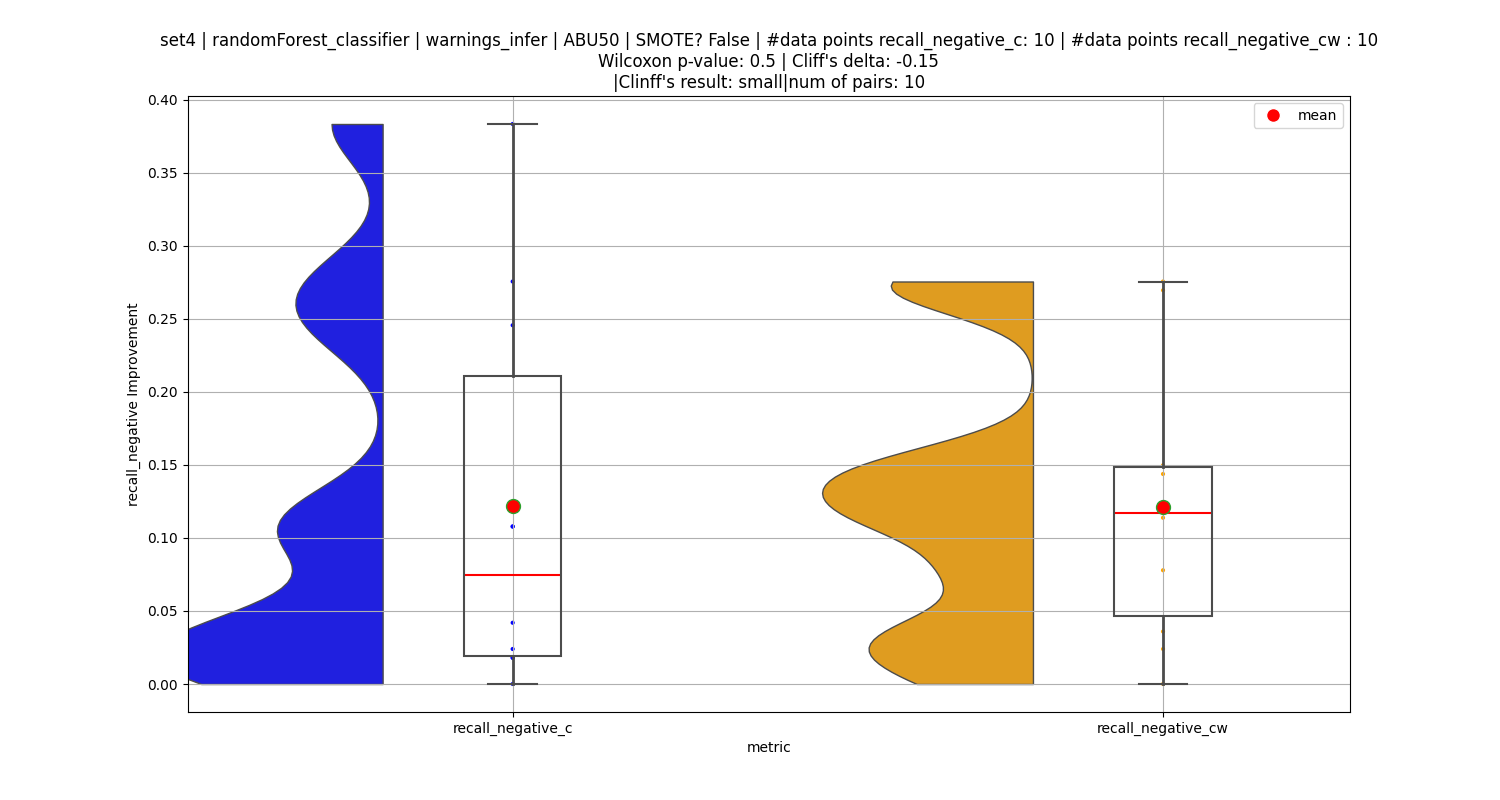 set4 | randomForest_classifier | warnings_infer | ABU50 | SMOTE? False | #data points recall_negative_c: 10 | #data points recall_negative_cw : 10
Wilcoxon p-value: 0.5 | Cliff's delta: -0.15
|Clinff's result: small|num of pairs: 10
mean
0.40
0.35
0.30
0.25
0.20
0.15
0.10
0.05
0.00
recall_negative Improvement
recall_negative_c
recall_negative_cw
metric